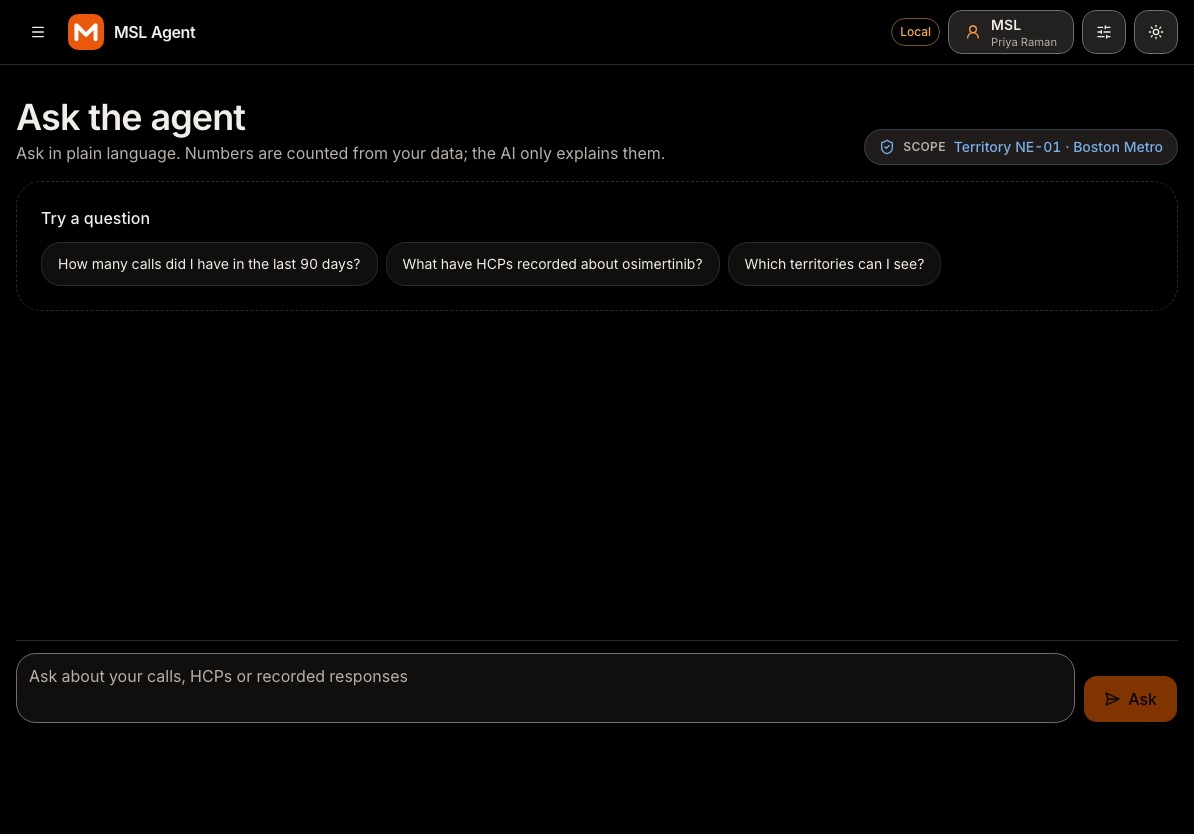 MSL Agent
Local
MSL
Priya Raman
Ask the agent
Ask in plain language. Numbers are counted from your data; the AI only explains them.
SCOPE Territory NE-01 · Boston Metro
Try a question
How many calls did I have in the last 90 days?
What have HCPs recorded about osimertinib?
Which territories can I see?
Ask about your calls, HCPs or recorded responses
Ask